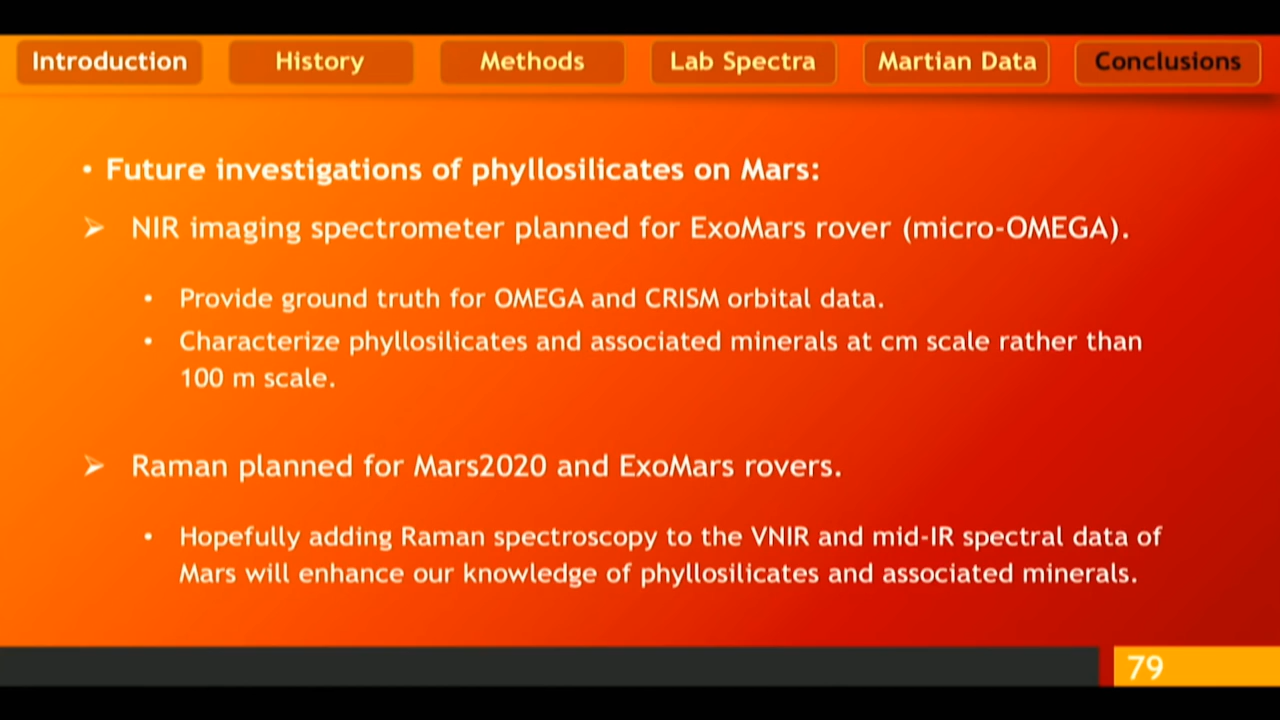 Introduction History Methods Lab Spectra Martian Data Conclusions
• Future investigations of phyllosilicates on Mars:
➢ NIR imaging spectrometer planned for ExoMars rover (micro-OMEGA).
• Provide ground truth for OMEGA and CRISM orbital data.
• Characterize phyllosilicates and associated minerals at cm scale rather than
100 m scale.
➢ Raman planned for Mars2020 and ExoMars rovers.
• Hopefully adding Raman spectroscopy to the VNIR and mid-IR spectral data of
Mars will enhance our knowledge of phyllosilicates and associated minerals.
79